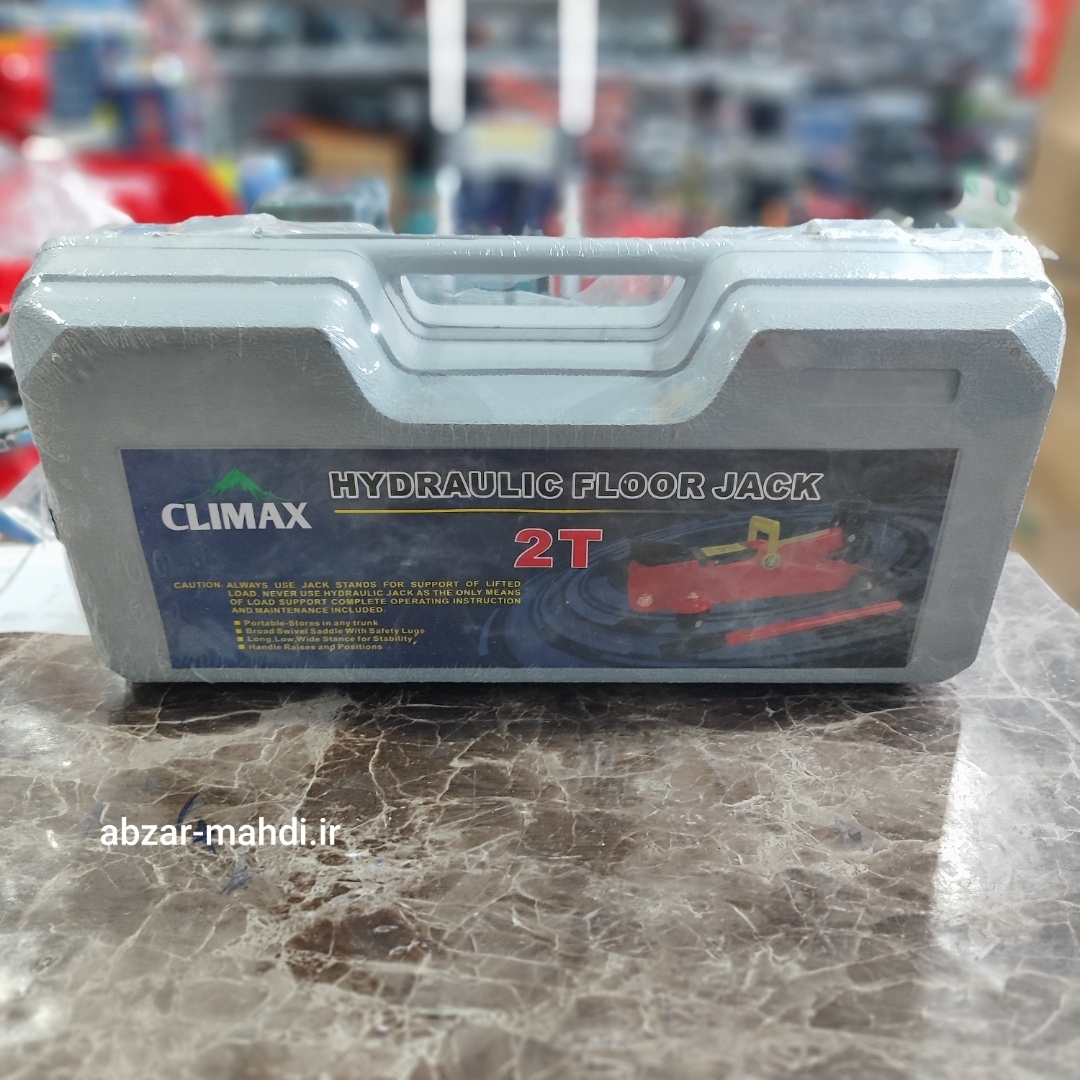 CLIMAX
HYDRAULIC FLOOR JACK
2T
CAUTION: ALWAYS USE JACK STANDS FOR SUPPORT OF LIFTED
LOAD. NEVER USE HYDRAULIC JACK AS THE ONLY MEANS
OF LOAD SUPPORT COMPLETE OPERATING INSTRUCTION
AND MAINTENANCE INCLUDED.
■ Portable-Stores in any trunk
■ Broad Swivel Saddle With Safety Lugs
■ Long, Low, Wide Stance for Stability
■ Handle Raises and Positions
abzar-mahdi.ir